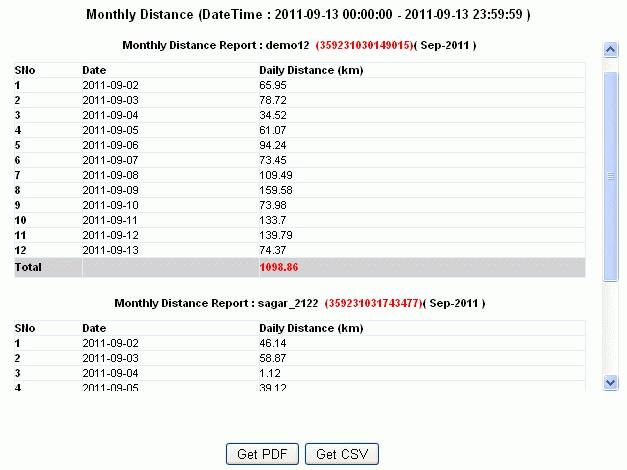 Monthly Distance (DateTime : 2011-09-13 00:00:00 - 2011-09-13 23:59:59 )
Monthly Distance Report : demo12 (359231030149015)( Sep-2011 )
SNo Date Daily Distance (km)
1 2011-09-02 65.95
2 2011-09-03 78.72
3 2011-09-04 34.52
4 2011-09-05 61.07
5 2011-09-06 94.24
6 2011-09-07 73.45
7 2011-09-08 109.49
8 2011-09-09 159.58
9 2011-09-10 73.98
10 2011-09-11 133.7
11 2011-09-12 139.79
12 2011-09-13 74.37
Total 1098.86
Monthly Distance Report : sagar_2122 (359231031743477)( Sep-2011 )
SNo Date Daily Distance (km)
1 2011-09-02 46.14
2 2011-09-03 58.87
3 2011-09-04 1.12
4 2011-09-05 39.12
Get PDF Get CSV